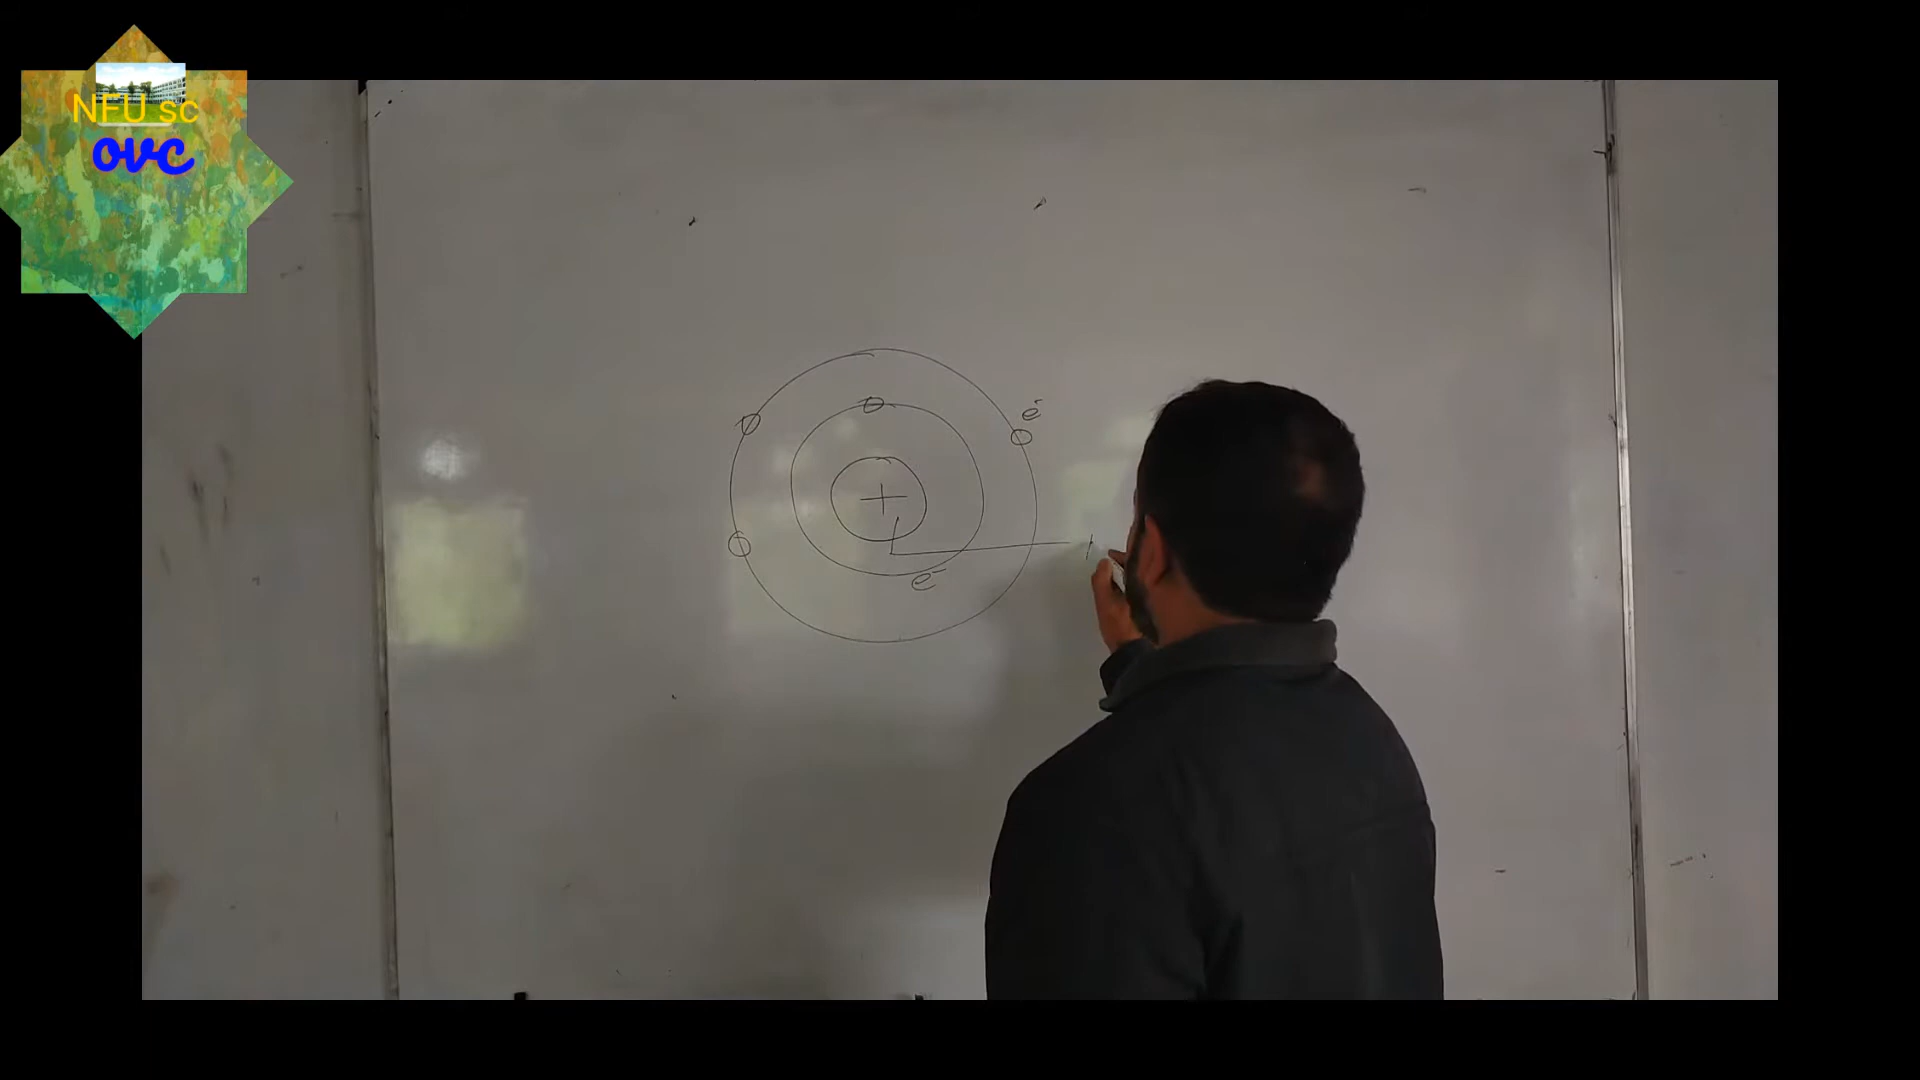 NFU sc
ovc
e⁻
+
e⁻